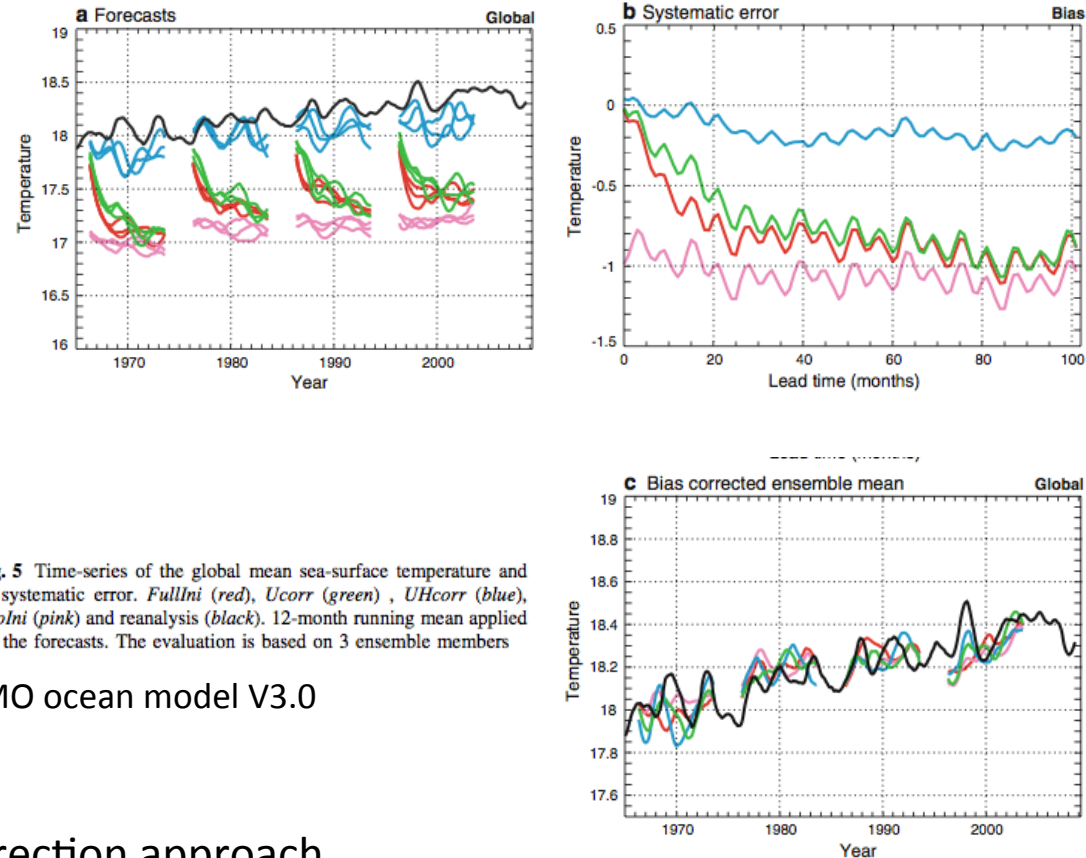 a Forecasts Global
19
18.5
18
17.5
17
16.5
16
Temperature
1970 1980 1990 2000
Year
b Systematic error Bias
0.5
0
-0.5
-1
-1.5
Temperature
0 20 40 60 80 100
Lead time (months)
c Bias corrected ensemble mean Global
19
18.8
18.6
18.4
18.2
18
17.8
17.6
Temperature
1970 1980 1990 2000
Year
g. 5 Time-series of the global mean sea-surface temperature and
systematic error. FullIni (red), Ucorr (green) , UHcorr (blue),
oIni (pink) and reanalysis (black). 12-month running mean applied
the forecasts. The evaluation is based on 3 ensemble members
MO ocean model V3.0
rection approach